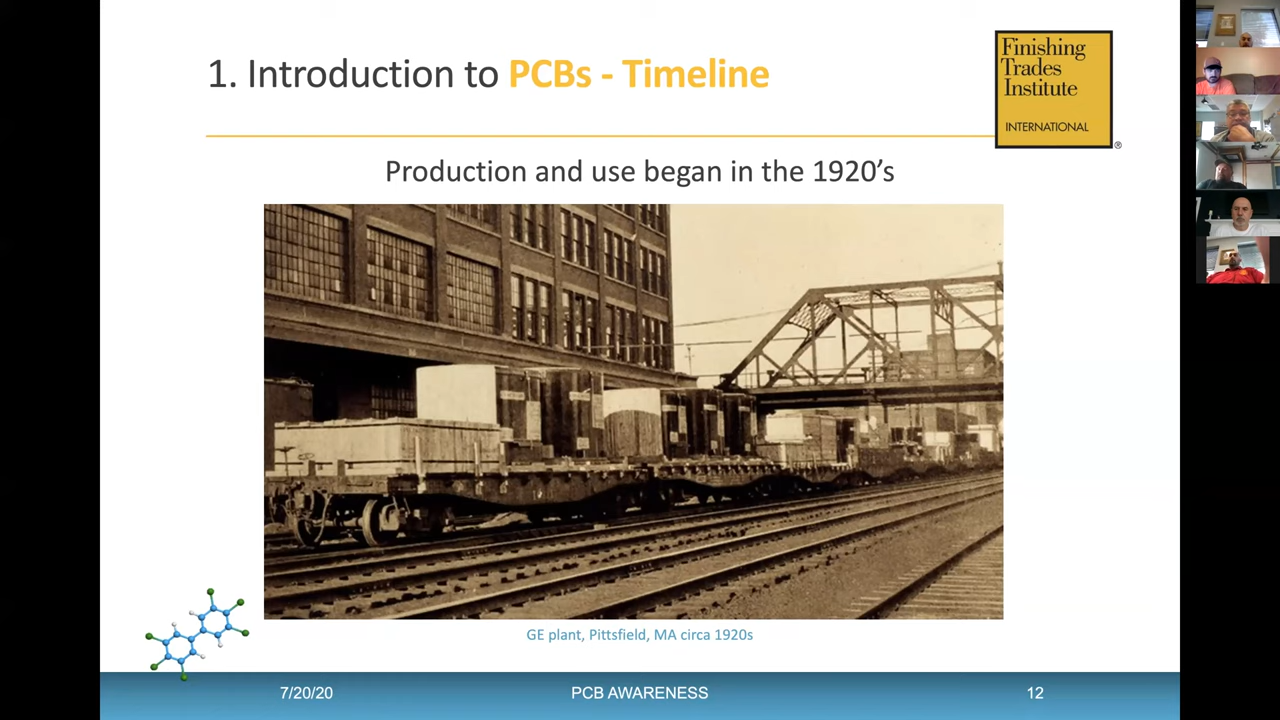 1. Introduction to PCBs - Timeline
Finishing
Trades
Institute
INTERNATIONAL
®
Production and use began in the 1920’s
GE plant, Pittsfield, MA circa 1920s
7/20/20
PCB AWARENESS
12